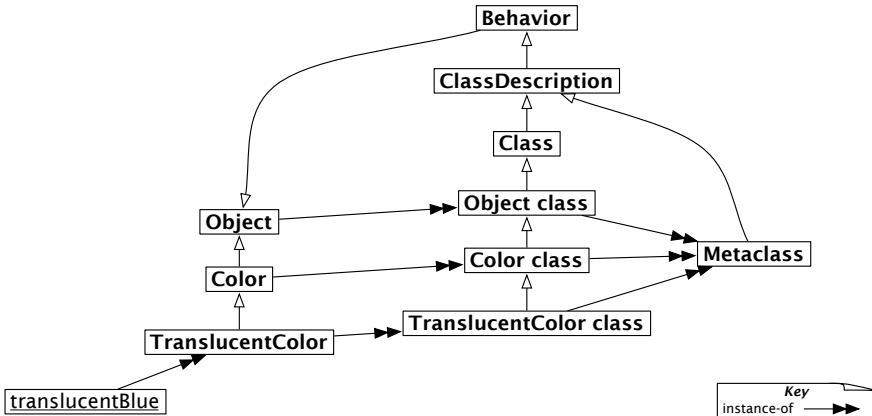 Behavior
ClassDescription
Class
Object class
Object
Metaclass
Color class
Color
TranslucentColor class
TranslucentColor
translucentBlue
Key
instance-of